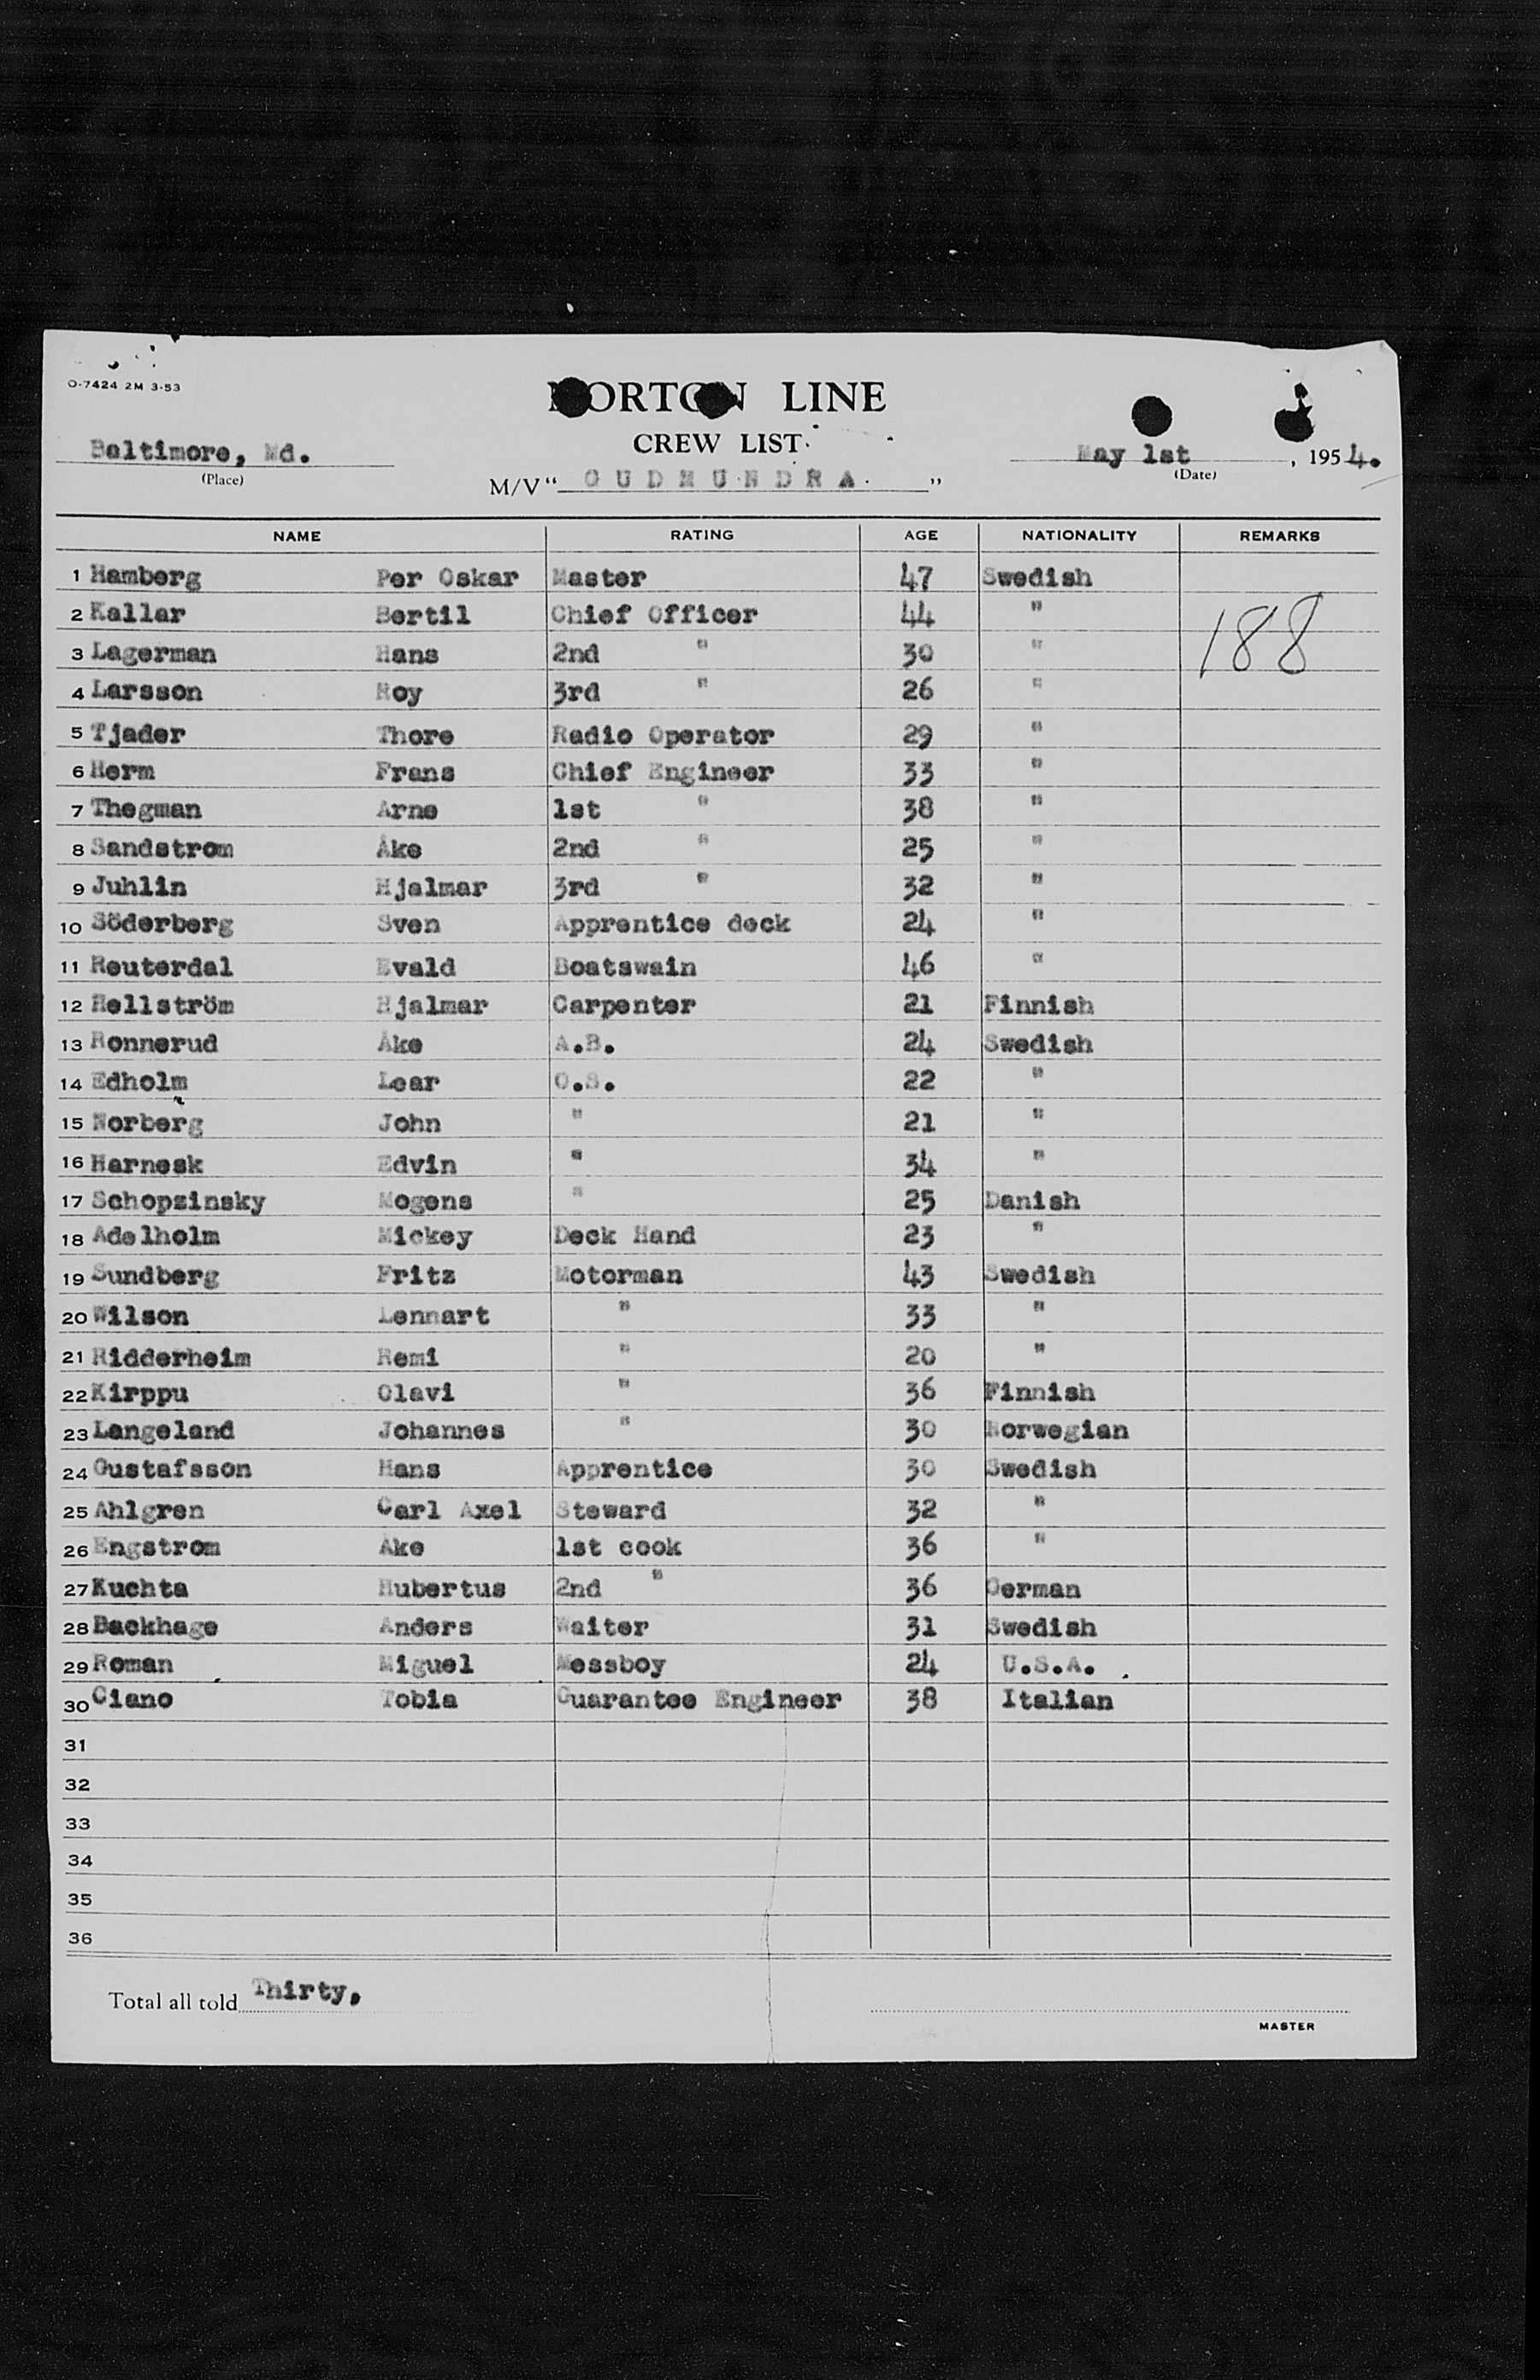 O-7424 2M 3-53
NORTON LINE
CREW LIST
Baltimore, Md.
May 1st , 1954.
(Place)
(Date)
M/V " GUDMUNDRA "
NAME RATING AGE NATIONALITY REMARKS
1 Hamberg Per Oskar Master 47 Swedish
2 Kallar Bertil Chief Officer 44 " 188
3 Lagerman Hans 2nd " 30 "
4 Larsson Roy 3rd " 26 "
5 Tjader Thore Radio Operator 29 "
6 Herm Frans Chief Engineer 33 "
7 Thegman Arne 1st " 38 "
8 Sandstrom Åke 2nd " 25 "
9 Juhlin Hjalmar 3rd " 32 "
10 Söderberg Sven Apprentice deck 24 "
11 Reuterdal Evald Boatswain 46 "
12 Hellström Hjalmar Carpenter 21 Finnish
13 Ronnerud Åke A.B. 24 Swedish
14 Edholm Lear O.S. 22 "
15 Norberg John " 21 "
16 Harnesk Edvin " 34 "
17 Schopzinsky Mogens " 25 Danish
18 Adelholm Mickey Deck Hand 23 "
19 Sundberg Fritz Motorman 43 Swedish
20 Wilson Lennart " 33 "
21 Ridderheim Remi " 20 "
22 Kirppu Olavi " 36 Finnish
23 Langeland Johannes " 30 Norwegian
24 Gustafsson Hans Apprentice 30 Swedish
25 Ahlgren Carl Axel Steward 32 "
26 Engstrom Åke 1st cook 36 "
27 Kuchta Hubertus 2nd " 36 German
28 Backhage Anders Waiter 31 Swedish
29 Roman Miguel Messboy 24 U.S.A.
30 Ciano Tobia Guarantee Engineer 38 Italian
31
32
33
34
35
36
Total all told Thirty,
MASTER